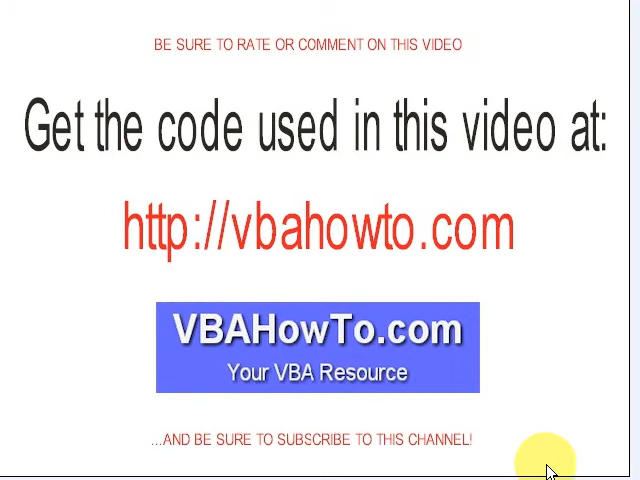 BE SURE TO RATE OR COMMENT ON THIS VIDEO
Get the code used in this video at:
http://vbahowto.com
VBAHowTo.com
Your VBA Resource
...AND BE SURE TO SUBSCRIBE TO THIS CHANNEL!